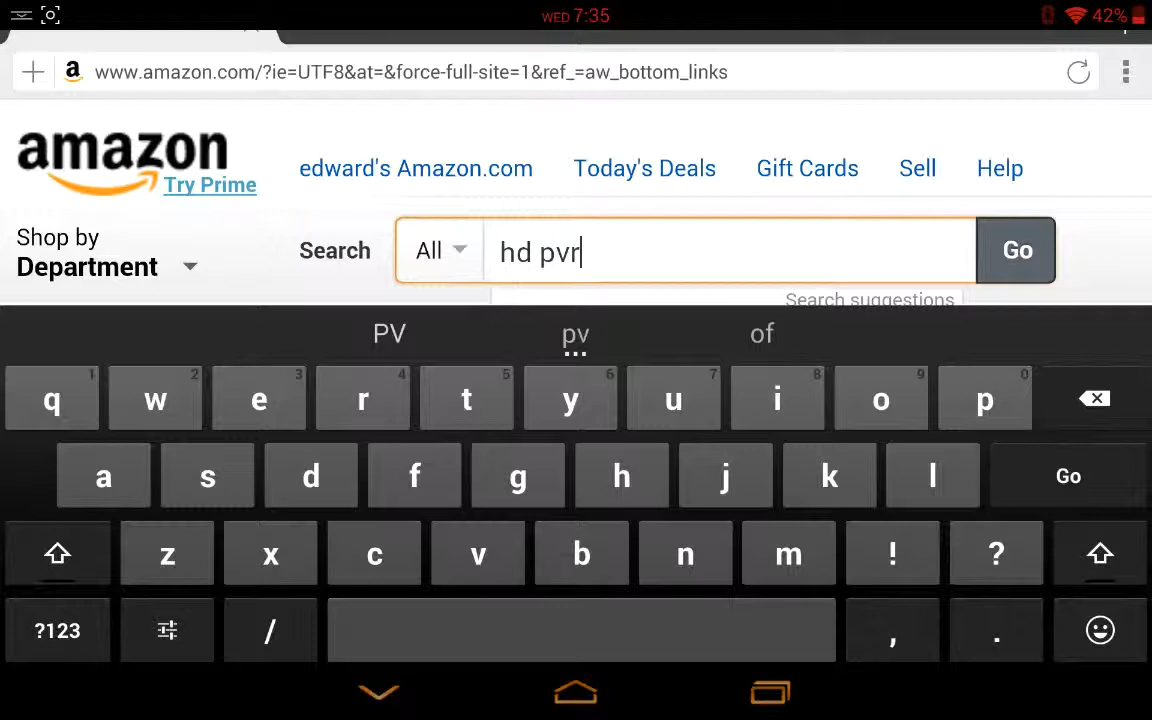 WED 7:35
42%
www.amazon.com/?ie=UTF8&at=&force-full-site=1&ref_=aw_bottom_links
amazon
Try Prime
edward's Amazon.com Today's Deals Gift Cards Sell Help
Shop by
Department
Search All hd pvr Go
Search suggestions
PV pv of
q 1 w 2 e 3 r 4 t 5 y 6 u 7 i 8 o 9 p 0
a s d f g h j k l Go
z x c v b n m ! ?
?123 / , .